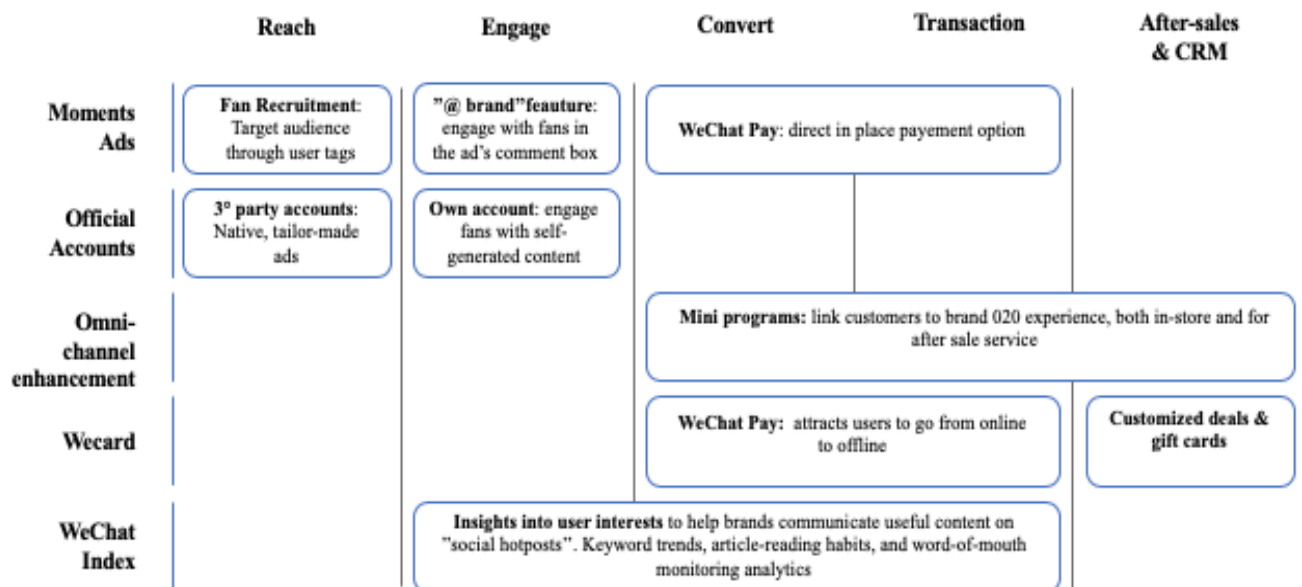 Reach
Engage
Convert
Transaction
After-sales
& CRM
Moments
Ads
Fan Recruitment:
Target audience
through user tags
"@ brand"feauture:
engage with fans in
the ad's comment box
WeChat Pay: direct in place payement option
Official
Accounts
3° party accounts:
Native, tailor-made
ads
Own account: engage
fans with self-
generated content
Omni-
channel
enhancement
Mini programs: link customers to brand 020 experience, both in-store and for
after sale service
Wecard
WeChat Pay: attracts users to go from online
to offline
Customized deals &
gift cards
WeChat
Index
Insights into user interests to help brands communicate useful content on
"social hotposts". Keyword trends, article-reading habits, and word-of-mouth
monitoring analytics